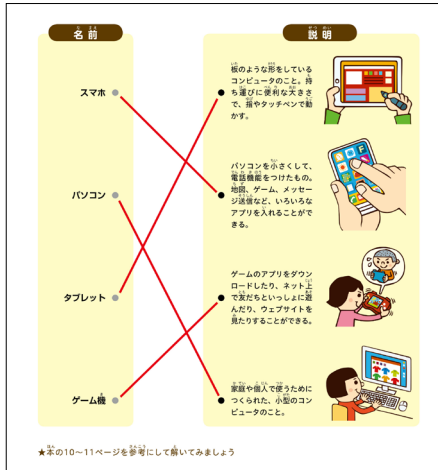 名前
スマホ
パソコン
タブレット
ゲーム機
説明
板のような形をしている
コンピュータのこと。持
ち運びに便利な大きさ
で、指やタッチペンで動
かす。
パソコンを小さくして、
電話機能をつけたもの。
地図、ゲーム、メッセー
ジ送信など、いろいろな
アプリを入れることがで
きる。
ゲームのアプリをダウン
ロードしたり、ネット上
で友だちといっしょに遊
んだり、ウェブサイトを
見たりすることができる。
家庭や個人で使うために
つくられた、小型のコン
ピュータのこと。
★本の10〜11ページを参考にして解いてみましょう